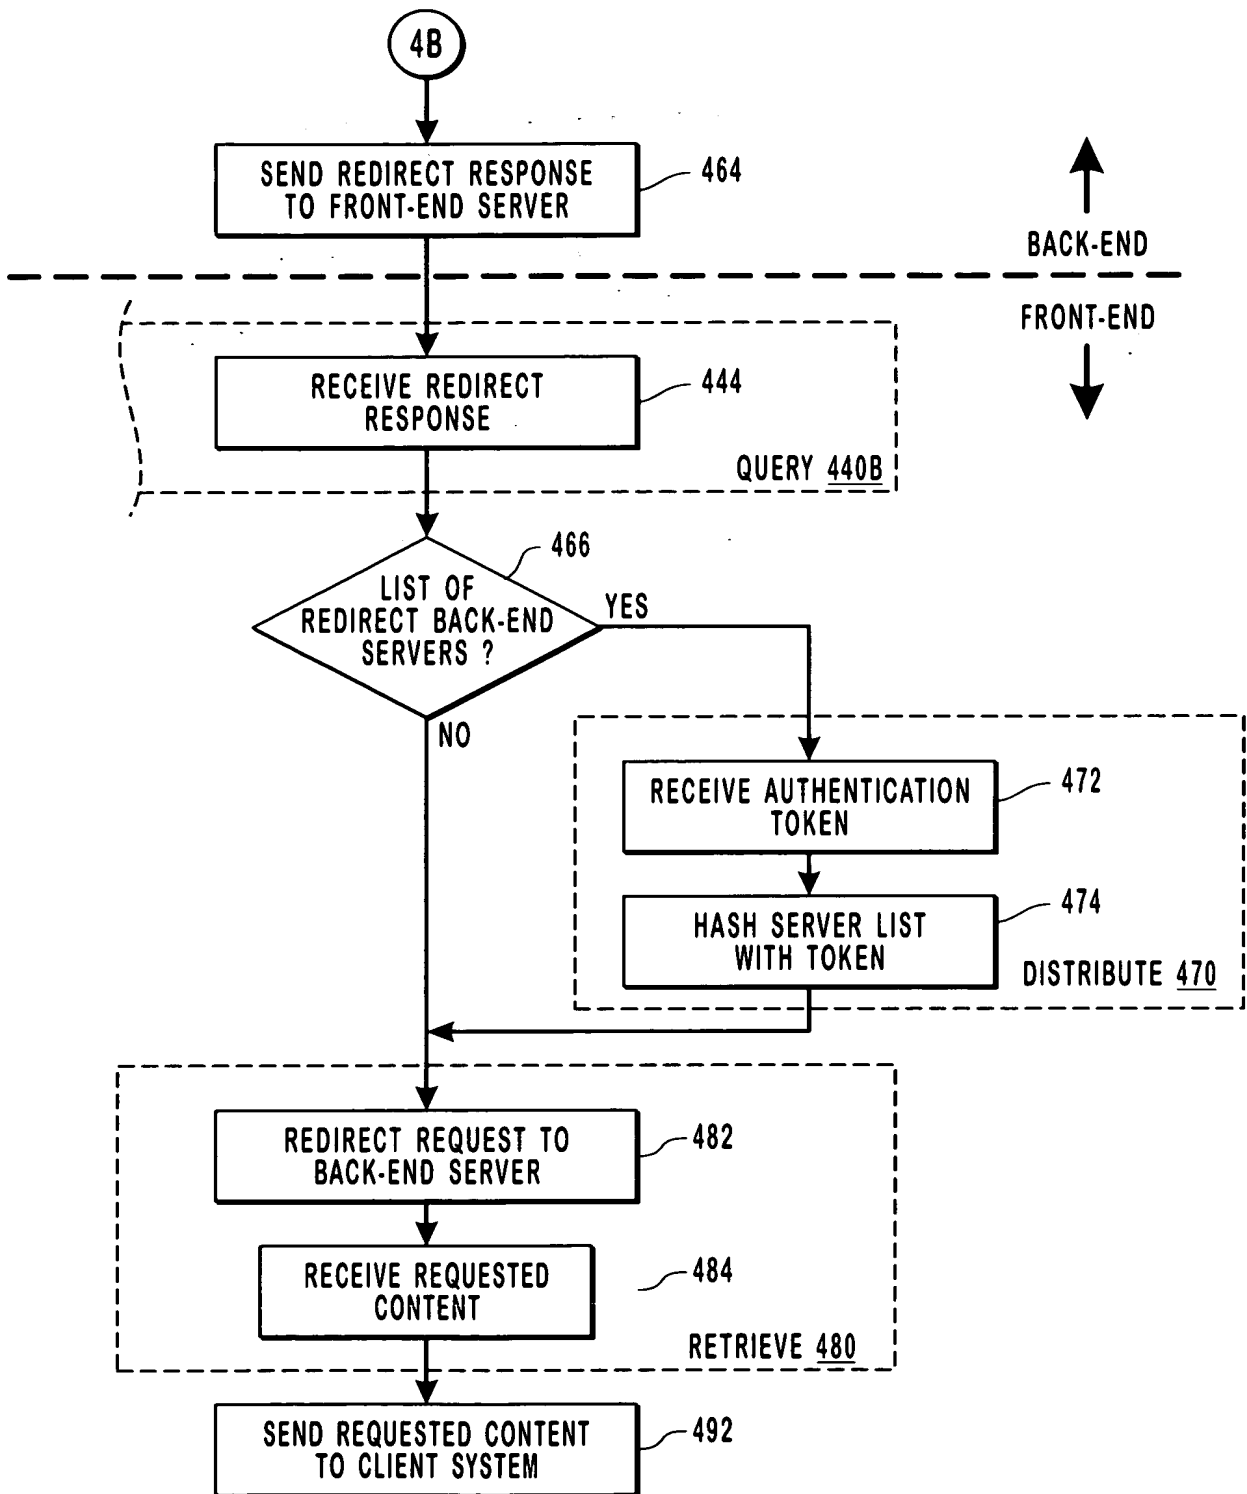 4B
SEND REDIRECT RESPONSE
TO FRONT-END SERVER
464
BACK-END
FRONT-END
RECEIVE REDIRECT
RESPONSE
444
QUERY 440B
466
LIST OF
REDIRECT BACK-END
SERVERS ?
YES
NO
RECEIVE AUTHENTICATION
TOKEN
472
HASH SERVER LIST
WITH TOKEN
474
DISTRIBUTE 470
REDIRECT REQUEST TO
BACK-END SERVER
482
RECEIVE REQUESTED
CONTENT
484
RETRIEVE 480
SEND REQUESTED CONTENT
TO CLIENT SYSTEM
492